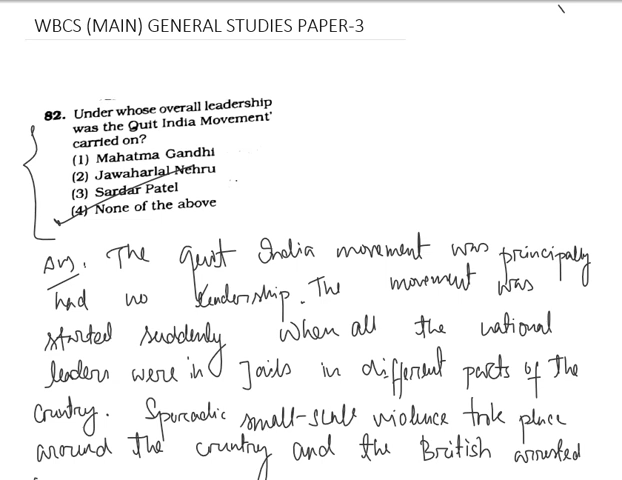 WBCS (MAIN) GENERAL STUDIES PAPER-3
82. Under whose overall leadership
was the Quit India Movement'
carried on?
(1) Mahatma Gandhi
(2) Jawaharlal Nehru
(3) Sardar Patel
(4) None of the above
Ans. The Quit India movement was principally
had no leadership. The movement was
started suddenly when all the national
leaders were in Jails in different parts of the
country. Sporadic small-scale violence took place
around the country and the British arrested